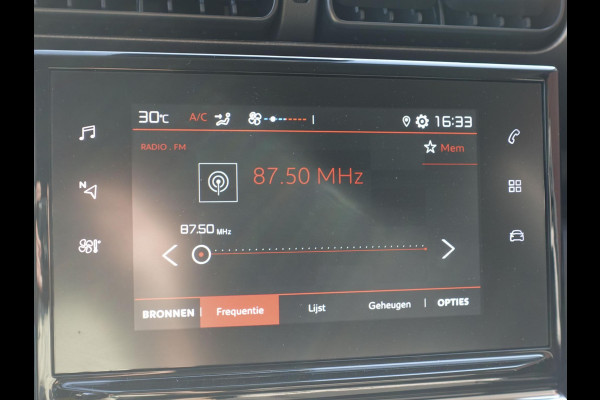 30°C A/C 16:33
RADIO . FM
Mem
87.50 MHz
N
87.50 MHz
BRONNEN Frequentie Lijst Geheugen OPTIES